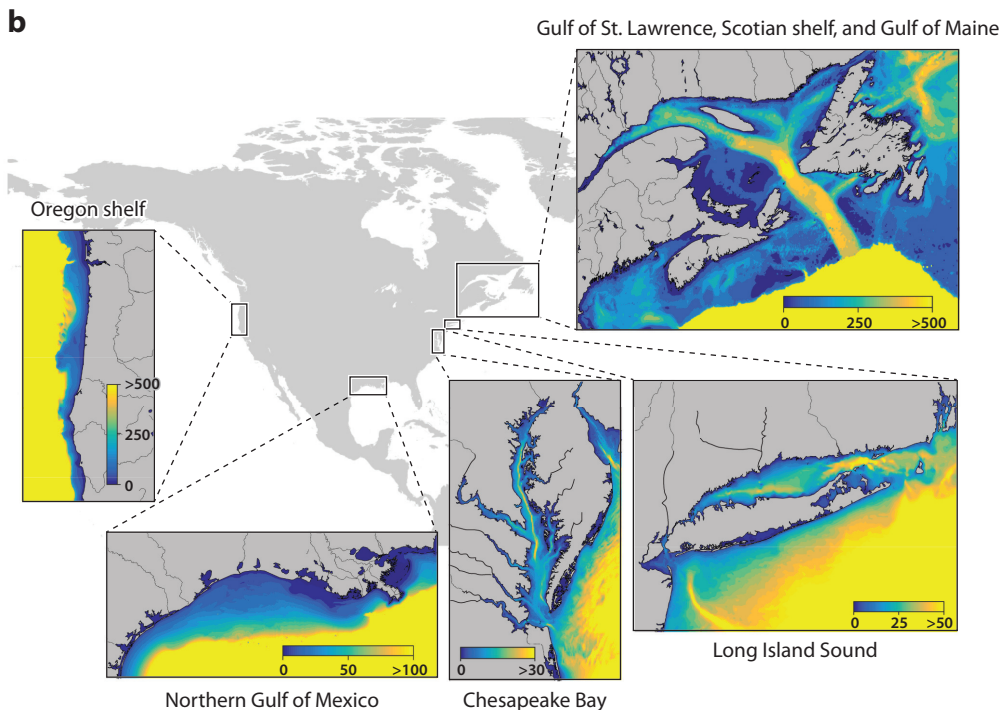 b
Gulf of St. Lawrence, Scotian shelf, and Gulf of Maine
0 250 >500
Oregon shelf
>500
250
0
0 50 >100
Northern Gulf of Mexico
0 >30
Chesapeake Bay
0 25 >50
Long Island Sound